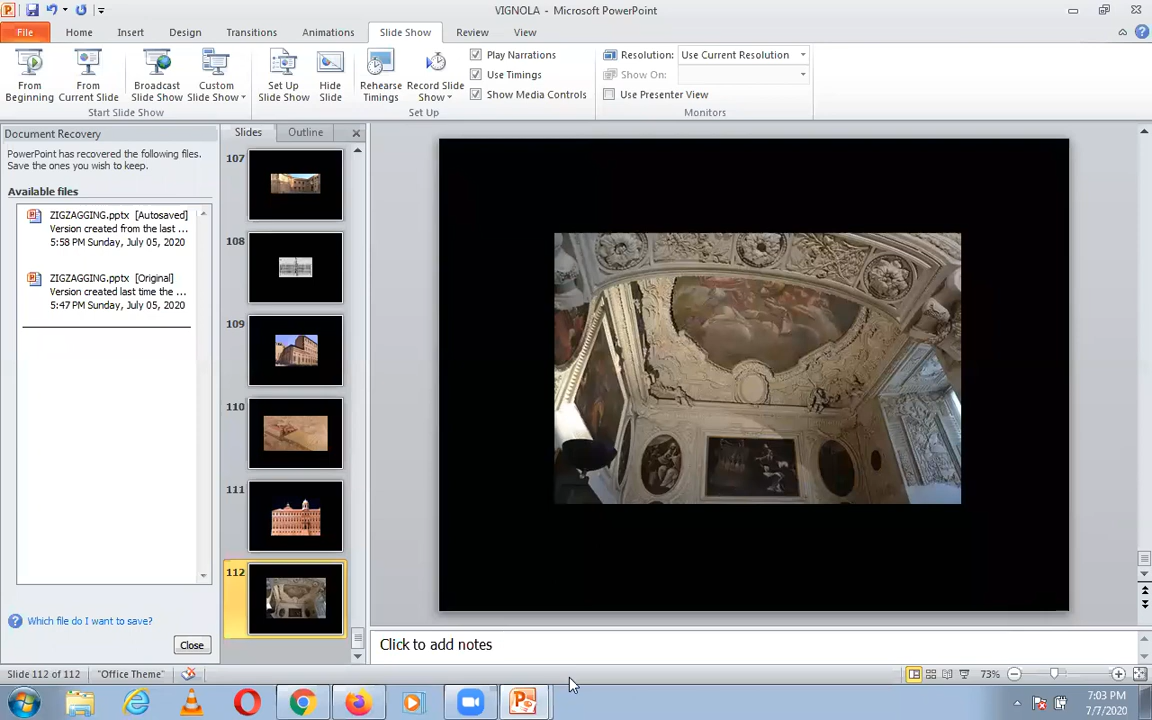 VIGNOLA - Microsoft PowerPoint
File Home Insert Design Transitions Animations Slide Show Review View
From Beginning
From Current Slide
Broadcast Slide Show
Custom Slide Show
Start Slide Show
Set Up Slide Show
Hide Slide
Rehearse Timings
Record Slide Show
Play Narrations
Use Timings
Show Media Controls
Set Up
Resolution: Use Current Resolution
Show On:
Use Presenter View
Monitors
Document Recovery
PowerPoint has recovered the following files.
Save the ones you wish to keep.
Available files
ZIGZAGGING.pptx [Autosaved]
Version created from the last ...
5:58 PM Sunday, July 05, 2020
ZIGZAGGING.pptx [Original]
Version created last time the ...
5:47 PM Sunday, July 05, 2020
Which file do I want to save?
Close
Slides Outline
107
108
109
110
111
112
Click to add notes
Slide 112 of 112 "Office Theme" 73%
7:03 PM
7/7/2020